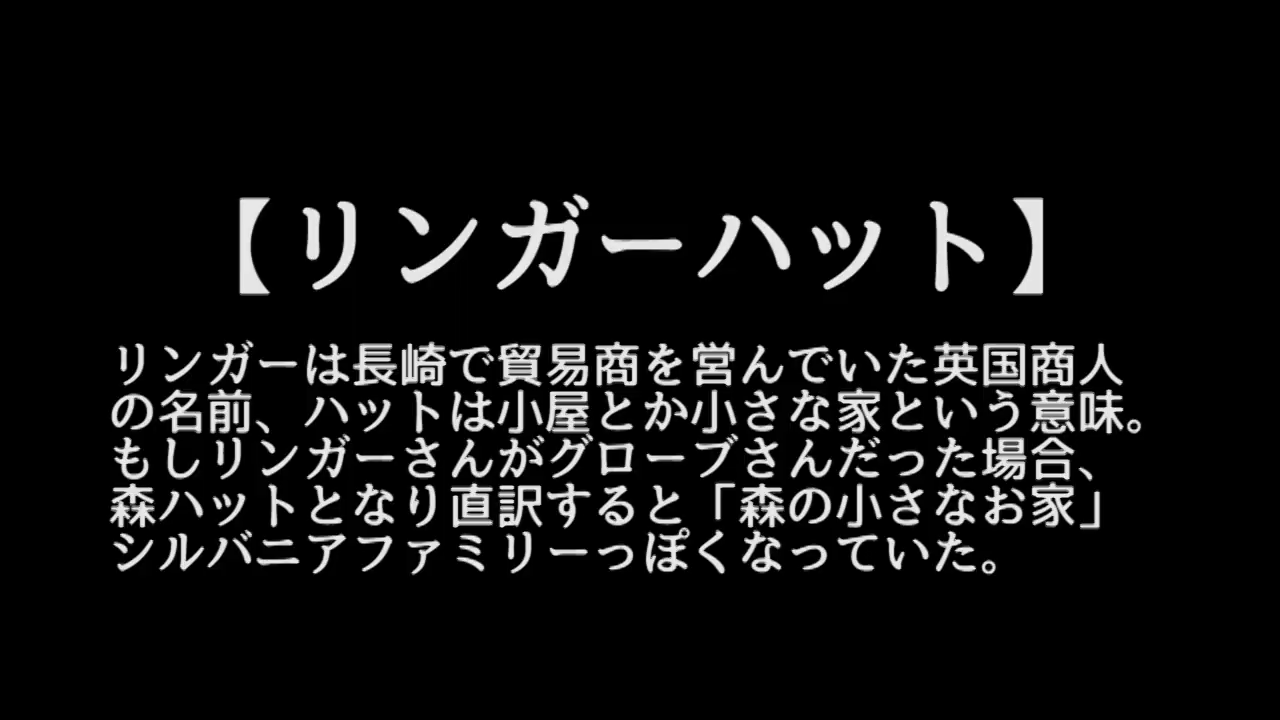 【リンガーハット】
リンガーは長崎で貿易商を営んでいた英国商人
の名前、ハットは小屋とか小さな家という意味。
もしリンガーさんがグローブさんだった場合、
森ハットとなり直訳すると「森の小さなお家」
シルバニアファミリーっぽくなっていた。